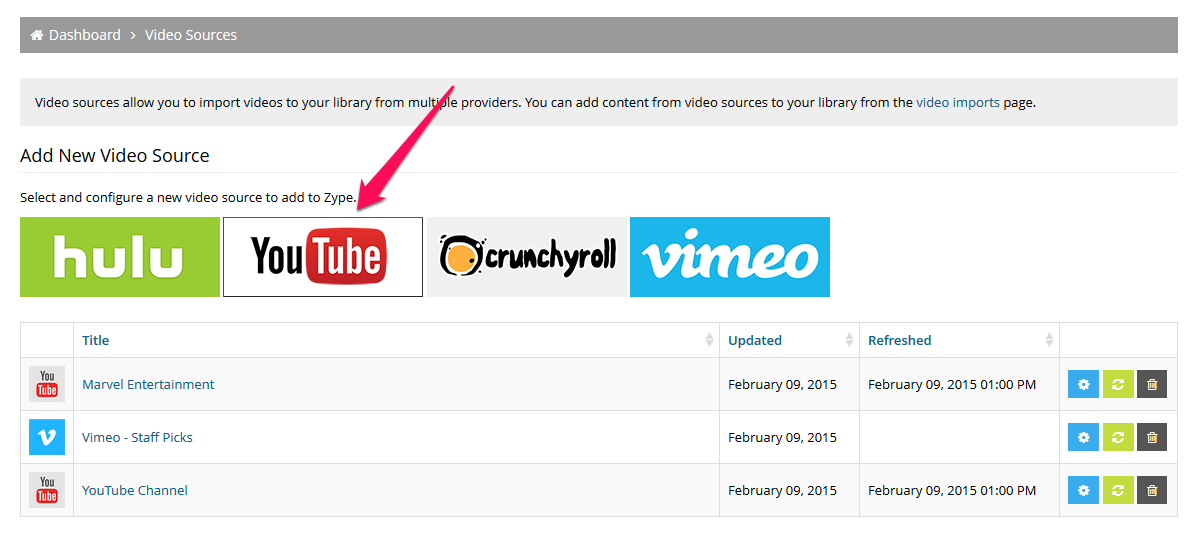 Dashboard > Video Sources
Video sources allow you to import videos to your library from multiple providers. You can add content from video sources to your library from the video imports page.
Add New Video Source
Select and configure a new video source to add to Zype.
hulu YouTube crunchyroll vimeo
Title Updated Refreshed
You
Tube Marvel Entertainment February 09, 2015 February 09, 2015 01:00 PM
Vimeo - Staff Picks February 09, 2015
You
Tube YouTube Channel February 09, 2015 February 09, 2015 01:00 PM